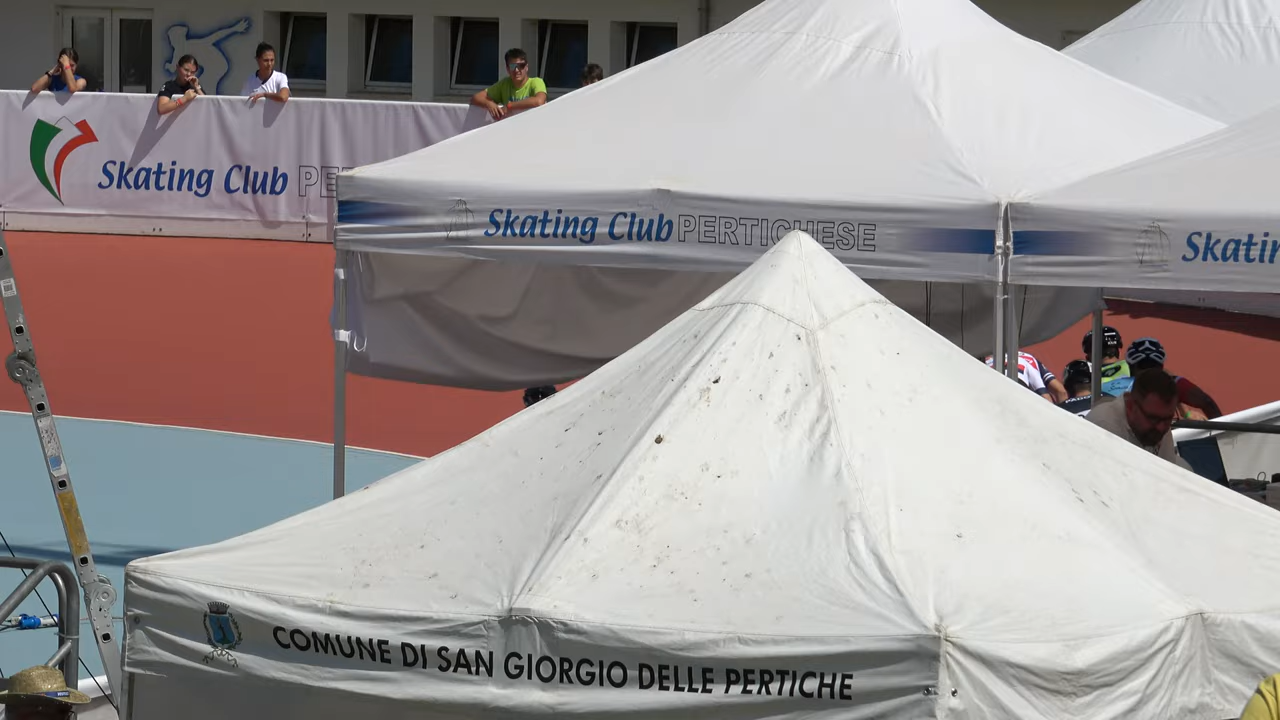 Skating Club PE
Skating Club PERTICHESE
Skatin
COMUNE DI SAN GIORGIO DELLE PERTICHE